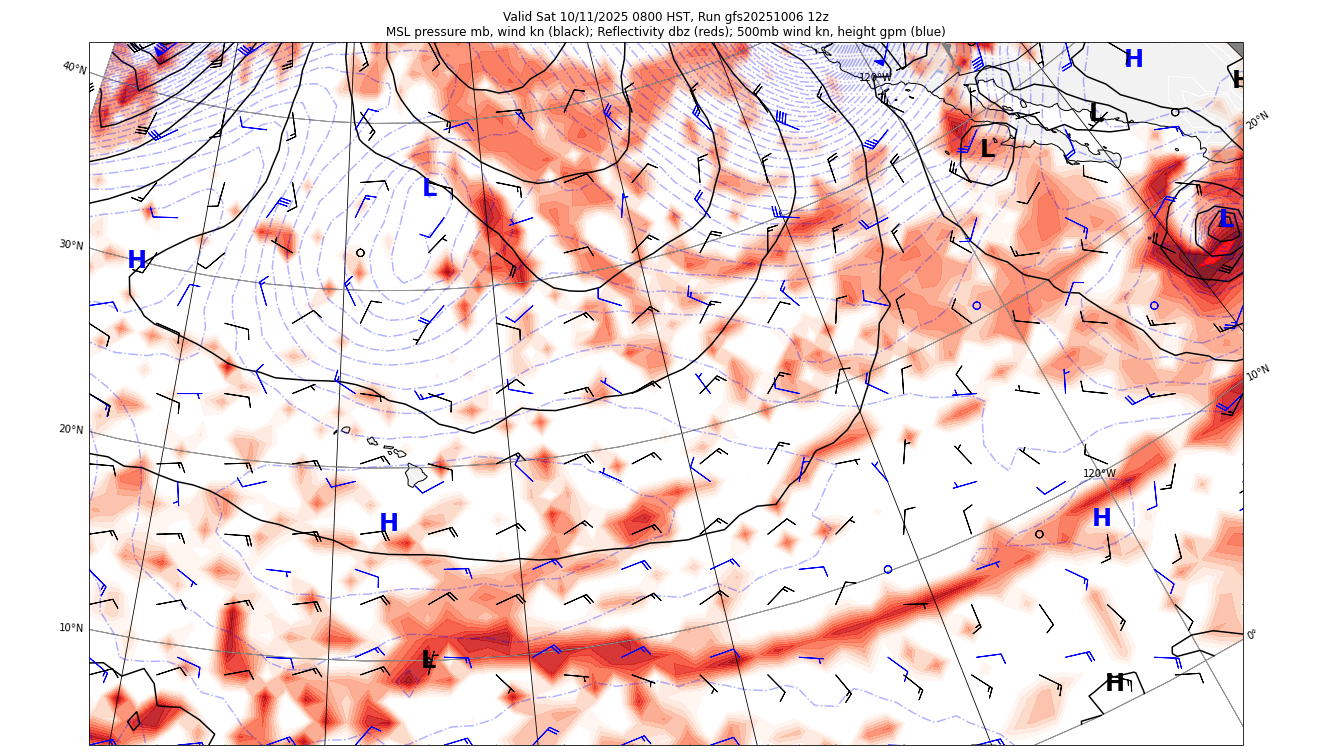 Valid Sat 10/11/2025 0800 HST, Run gfs20251006 12z
MSL pressure mb, wind kn (black); Reflectivity dbz (reds); 500mb wind kn, height gpm (blue)
40°N
120°W
H
H
L
20°N
L
L
L
30°N
H
10°N
20°N
120°W
H
H
10°N
0°
L
H